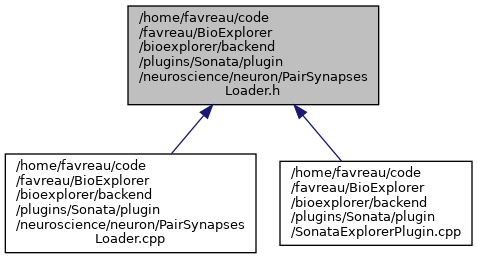 /home/favreau/code
/favreau/BioExplorer
/bioexplorer/backend
/plugins/Sonata/plugin
/neuroscience/neuron/PairSynapses
Loader.h
/home/favreau/code
/favreau/BioExplorer
/bioexplorer/backend
/plugins/Sonata/plugin
/neuroscience/neuron/PairSynapses
Loader.cpp
/home/favreau/code
/favreau/BioExplorer
/bioexplorer/backend
/plugins/Sonata/plugin
/SonataExplorerPlugin.cpp